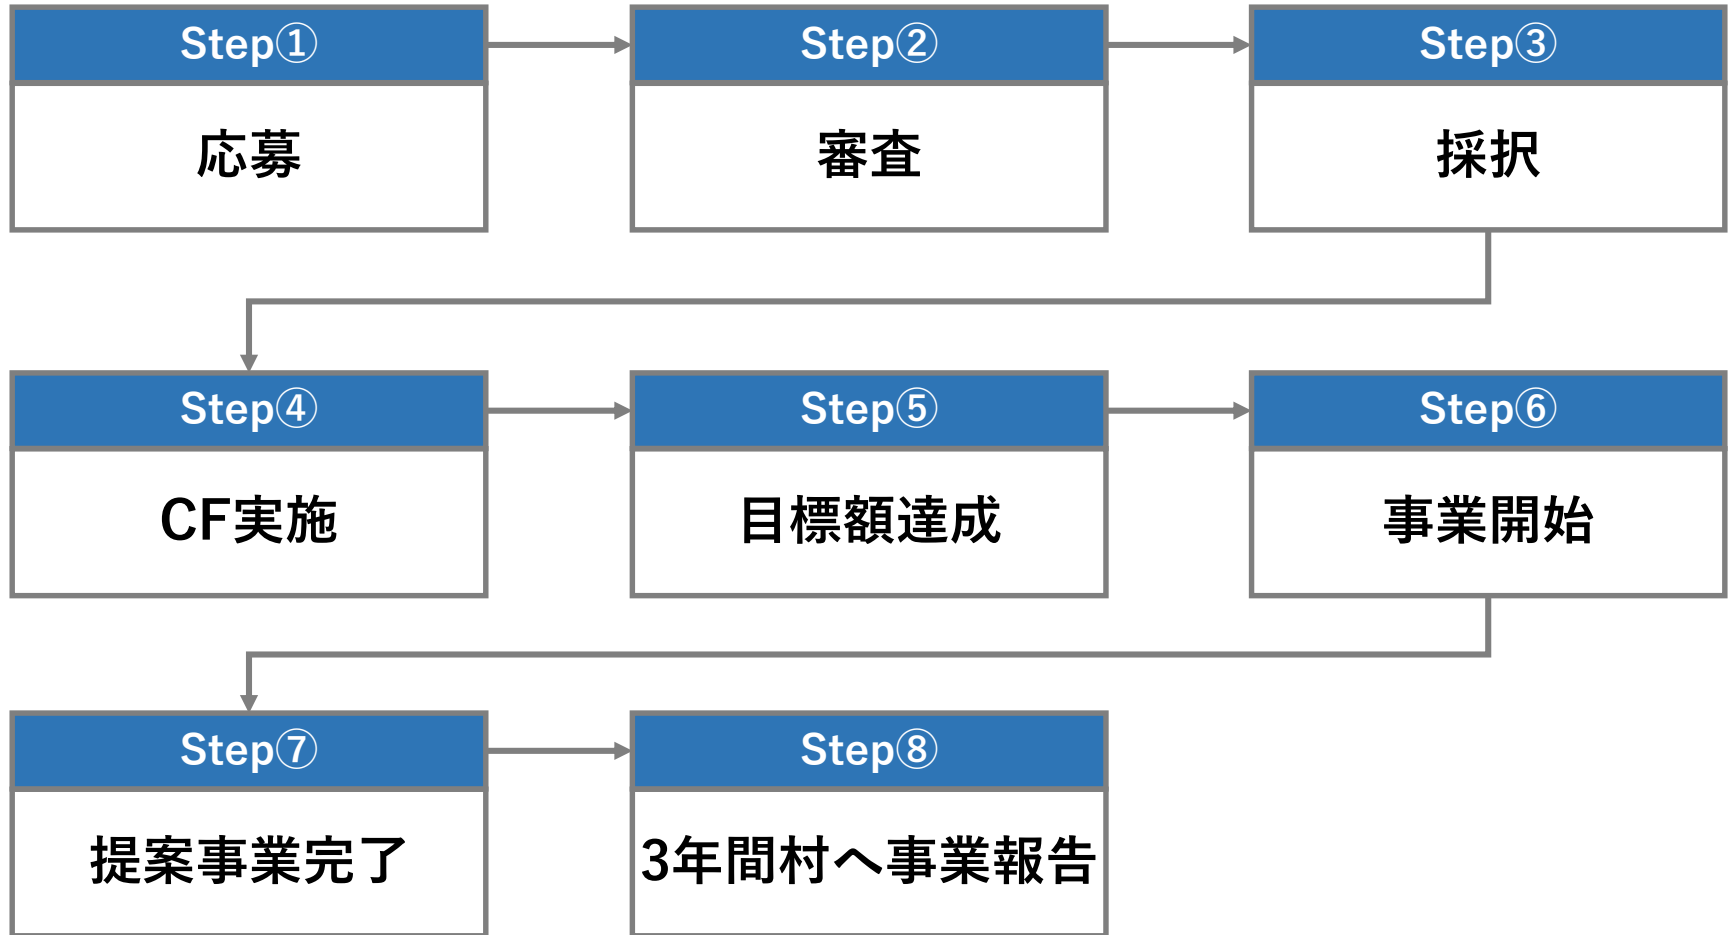 Step①
応募
Step②
審査
Step③
採択
Step④
CF実施
Step⑤
目標額達成
Step⑥
事業開始
Step⑦
提案事業完了
Step⑧
3年間村へ事業報告